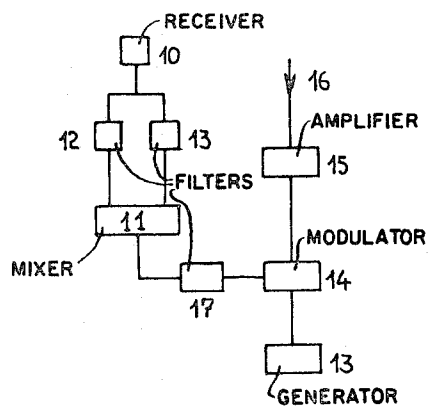 RECEIVER
10
16
12
13
AMPLIFIER
FILTERS
15
11
MODULATOR
MIXER
14
17
13
GENERATOR